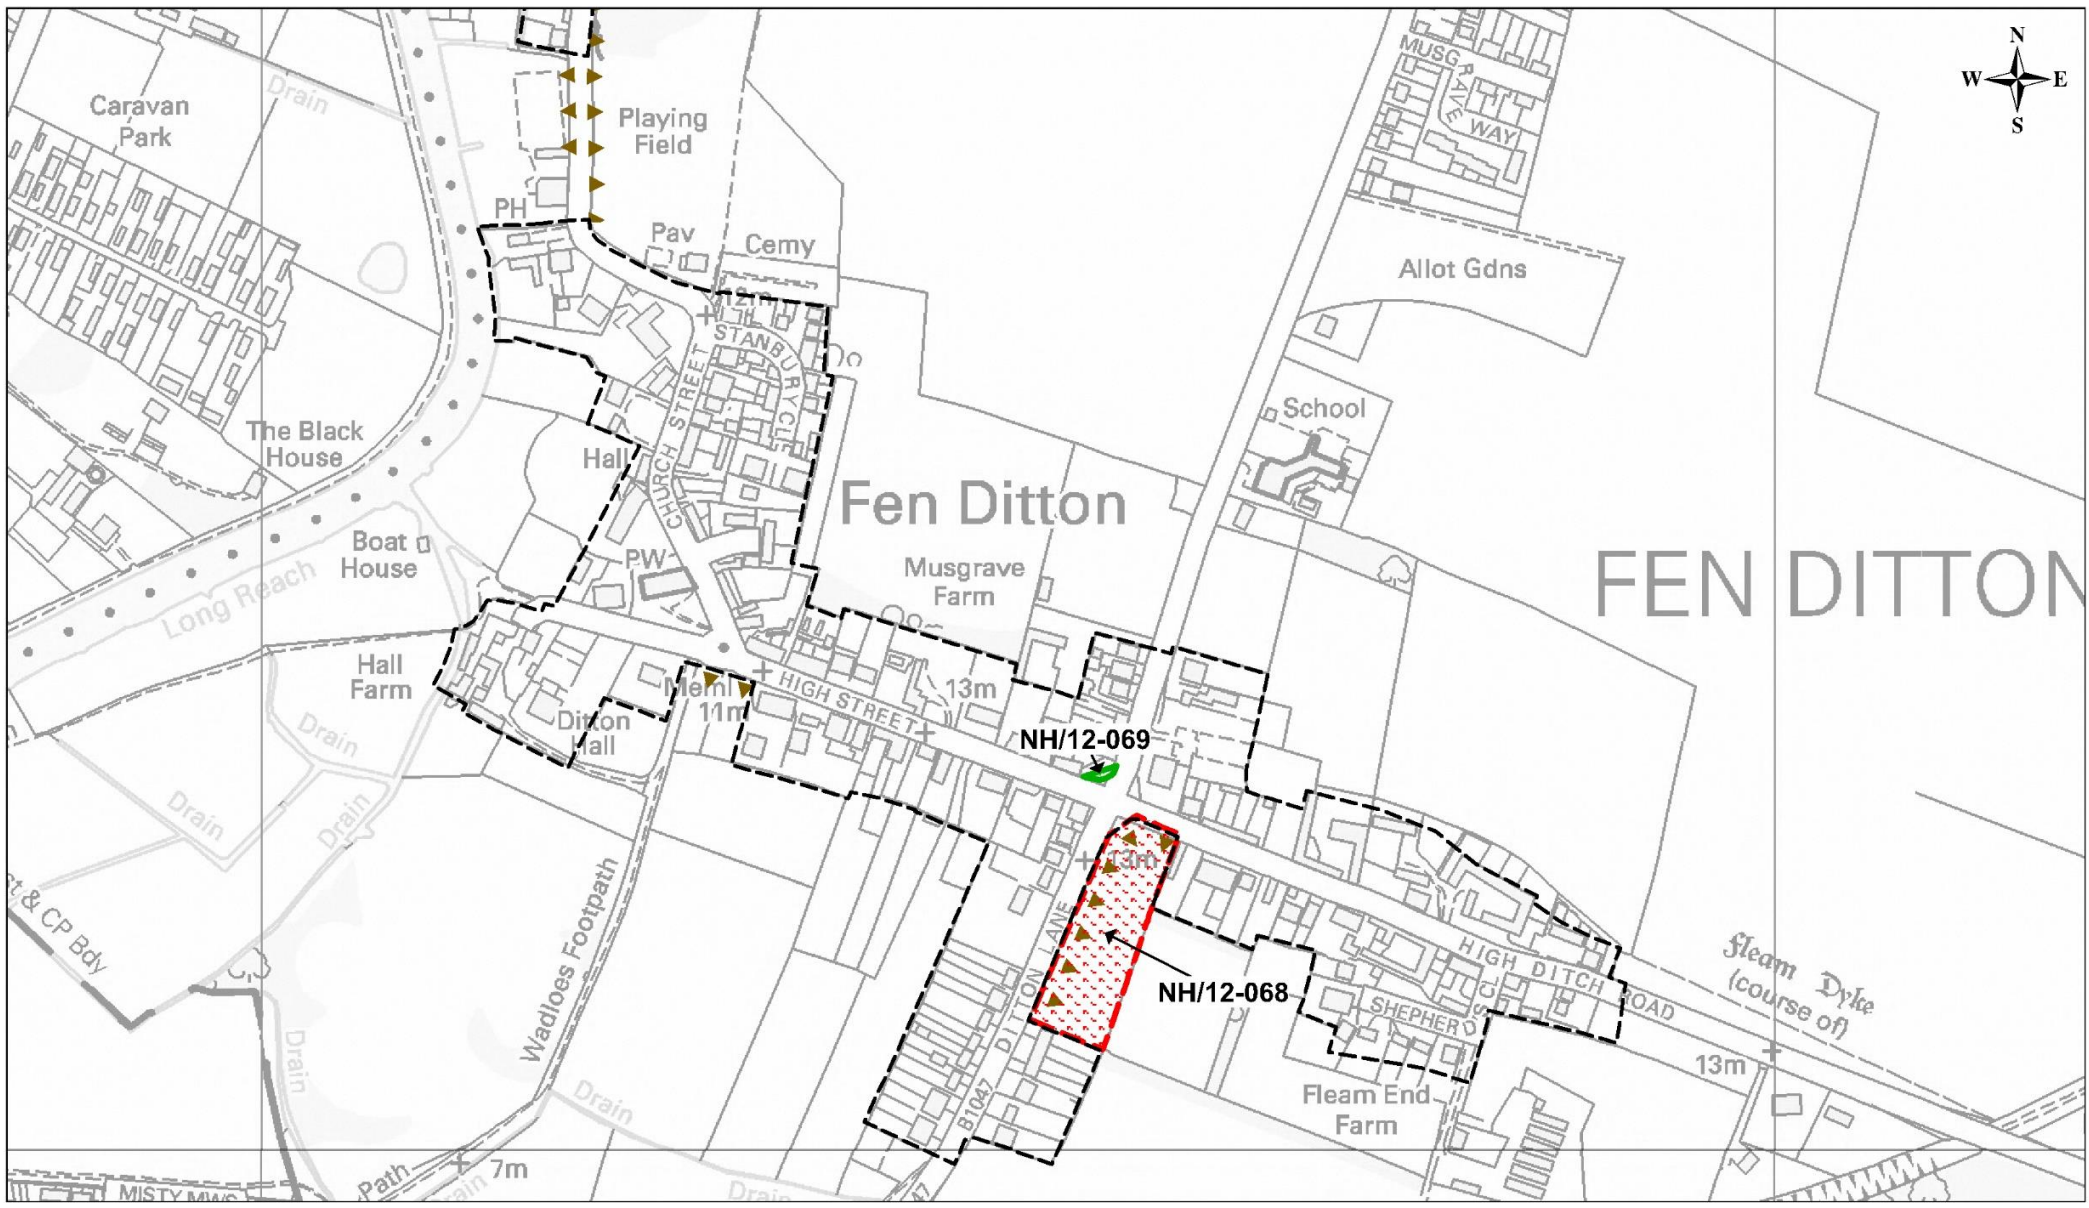 N
W E
S
MUSGRAVE
WAY
Caravan
Park
Drain
Playing
Field
PH
Pav
Cemy
12m
Allot Gdns
STANBURY CL
CHURCH STREET
School
The Black
House
Hall
Fen Ditton
Boat
House
Long Reach
PW
Musgrave
Farm
FEN DITTON
Hall
Farm
Meml
11m
HIGH STREET
13m
Ditton
Hall
NH/12-069
Drain
Drain
Drain
13m
Wadloes Footpath
st & CP Bdy
DITTON LANE
B1047
NH/12-068
HIGH DITCH ROAD
SHEPHERDS CL
Fleam Dyke
(course of)
13m
Drain
Drain
Fleam End
Farm
7m
Path
Drain
MISTY MWS
Drain
47